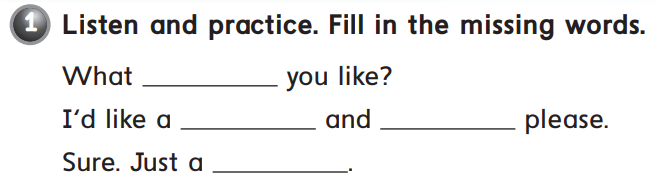 1 Listen and practice. Fill in the missing words.
What __________ you like?
I'd like a __________ and __________ please.
Sure. Just a __________.